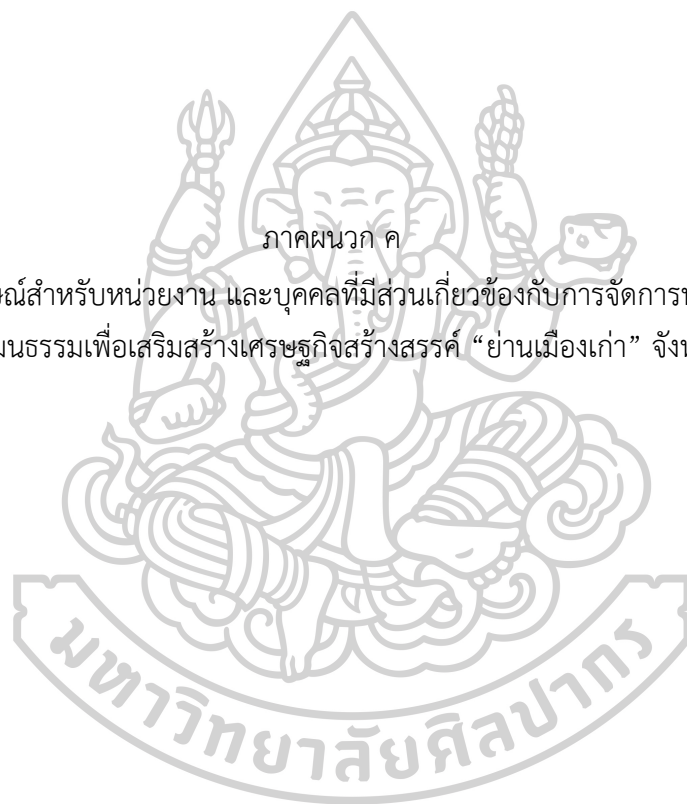 ภาคผนวก ค
ษณ์สำหรับหน่วยงาน และบุคคลที่มีส่วนเกี่ยวข้องกับการจัดการท
มนธรรมเพื่อเสริมสร้างเศรษฐกิจสร้างสรรค์ “ย่านเมืองเก่า” จังห
มหาวิทยาลัยศิลปากร